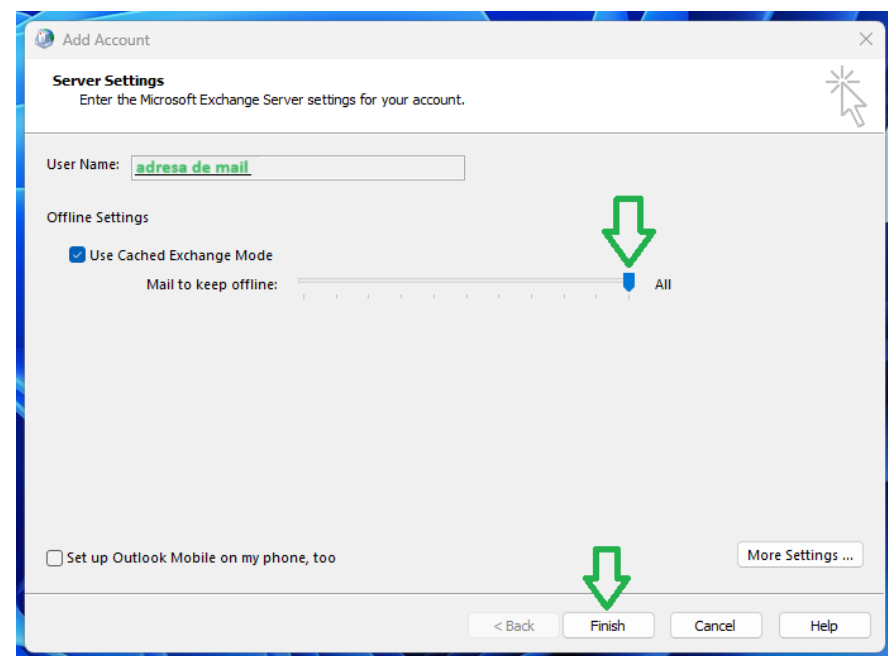 Add Account
Server Settings
Enter the Microsoft Exchange Server settings for your account.
User Name: adresa de mail
Offline Settings
Use Cached Exchange Mode
Mail to keep offline: All
Set up Outlook Mobile on my phone, too
More Settings ...
< Back Finish Cancel Help